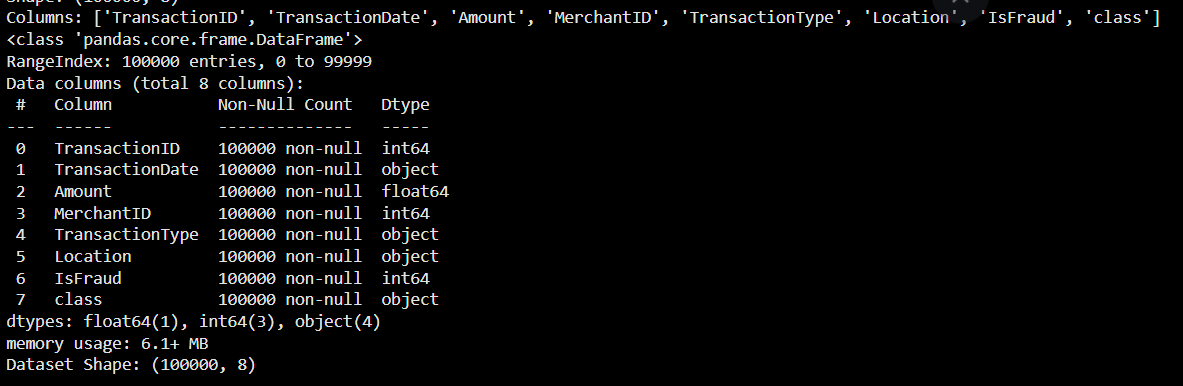 Columns: ['TransactionID', 'TransactionDate', 'Amount', 'MerchantID', 'TransactionType', 'Location', 'IsFraud', 'class']
<class 'pandas.core.frame.DataFrame'>
RangeIndex: 100000 entries, 0 to 99999
Data columns (total 8 columns):
 #   Column           Non-Null Count   Dtype
---  ------           --------------   -----
 0   TransactionID    100000 non-null  int64
 1   TransactionDate  100000 non-null  object
 2   Amount           100000 non-null  float64
 3   MerchantID       100000 non-null  int64
 4   TransactionType  100000 non-null  object
 5   Location         100000 non-null  object
 6   IsFraud          100000 non-null  int64
 7   class            100000 non-null  object
dtypes: float64(1), int64(3), object(4)
memory usage: 6.1+ MB
Dataset Shape: (100000, 8)